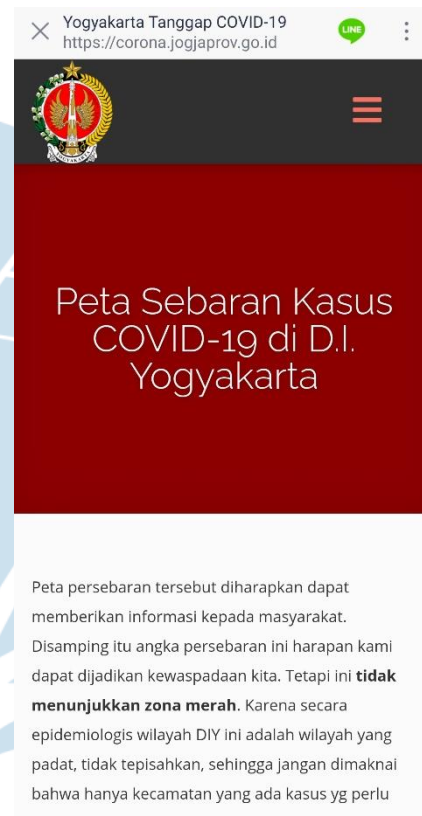 Yogyakarta Tanggap COVID-19
https://corona.jogjaprov.go.id
LINE
Peta Sebaran Kasus
COVID-19 di D.I.
Yogyakarta
Peta persebaran tersebut diharapkan dapat
memberikan informasi kepada masyarakat.
Disamping itu angka persebaran ini harapan kami
dapat dijadikan kewaspadaan kita. Tetapi ini tidak
menunjukkan zona merah. Karena secara
epidemiologis wilayah DIY ini adalah wilayah yang
padat, tidak tepisahkan, sehingga jangan dimaknai
bahwa hanya kecamatan yang ada kasus yg perlu